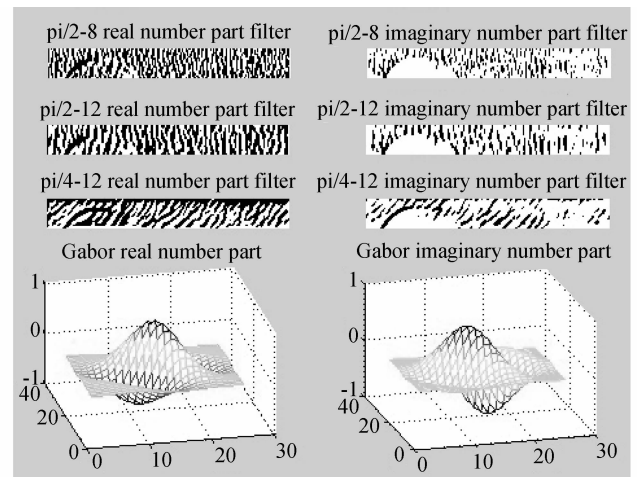 pi/2-8 real number part filter
pi/2-8 imaginary number part filter
pi/2-12 real number part filter
pi/2-12 imaginary number part filter
pi/4-12 real number part filter
pi/4-12 imaginary number part filter
Gabor real number part
Gabor imaginary number part
1
0
-1
40
20
0
0
10
20
30
1
0
-1
40
20
0
0
10
20
30